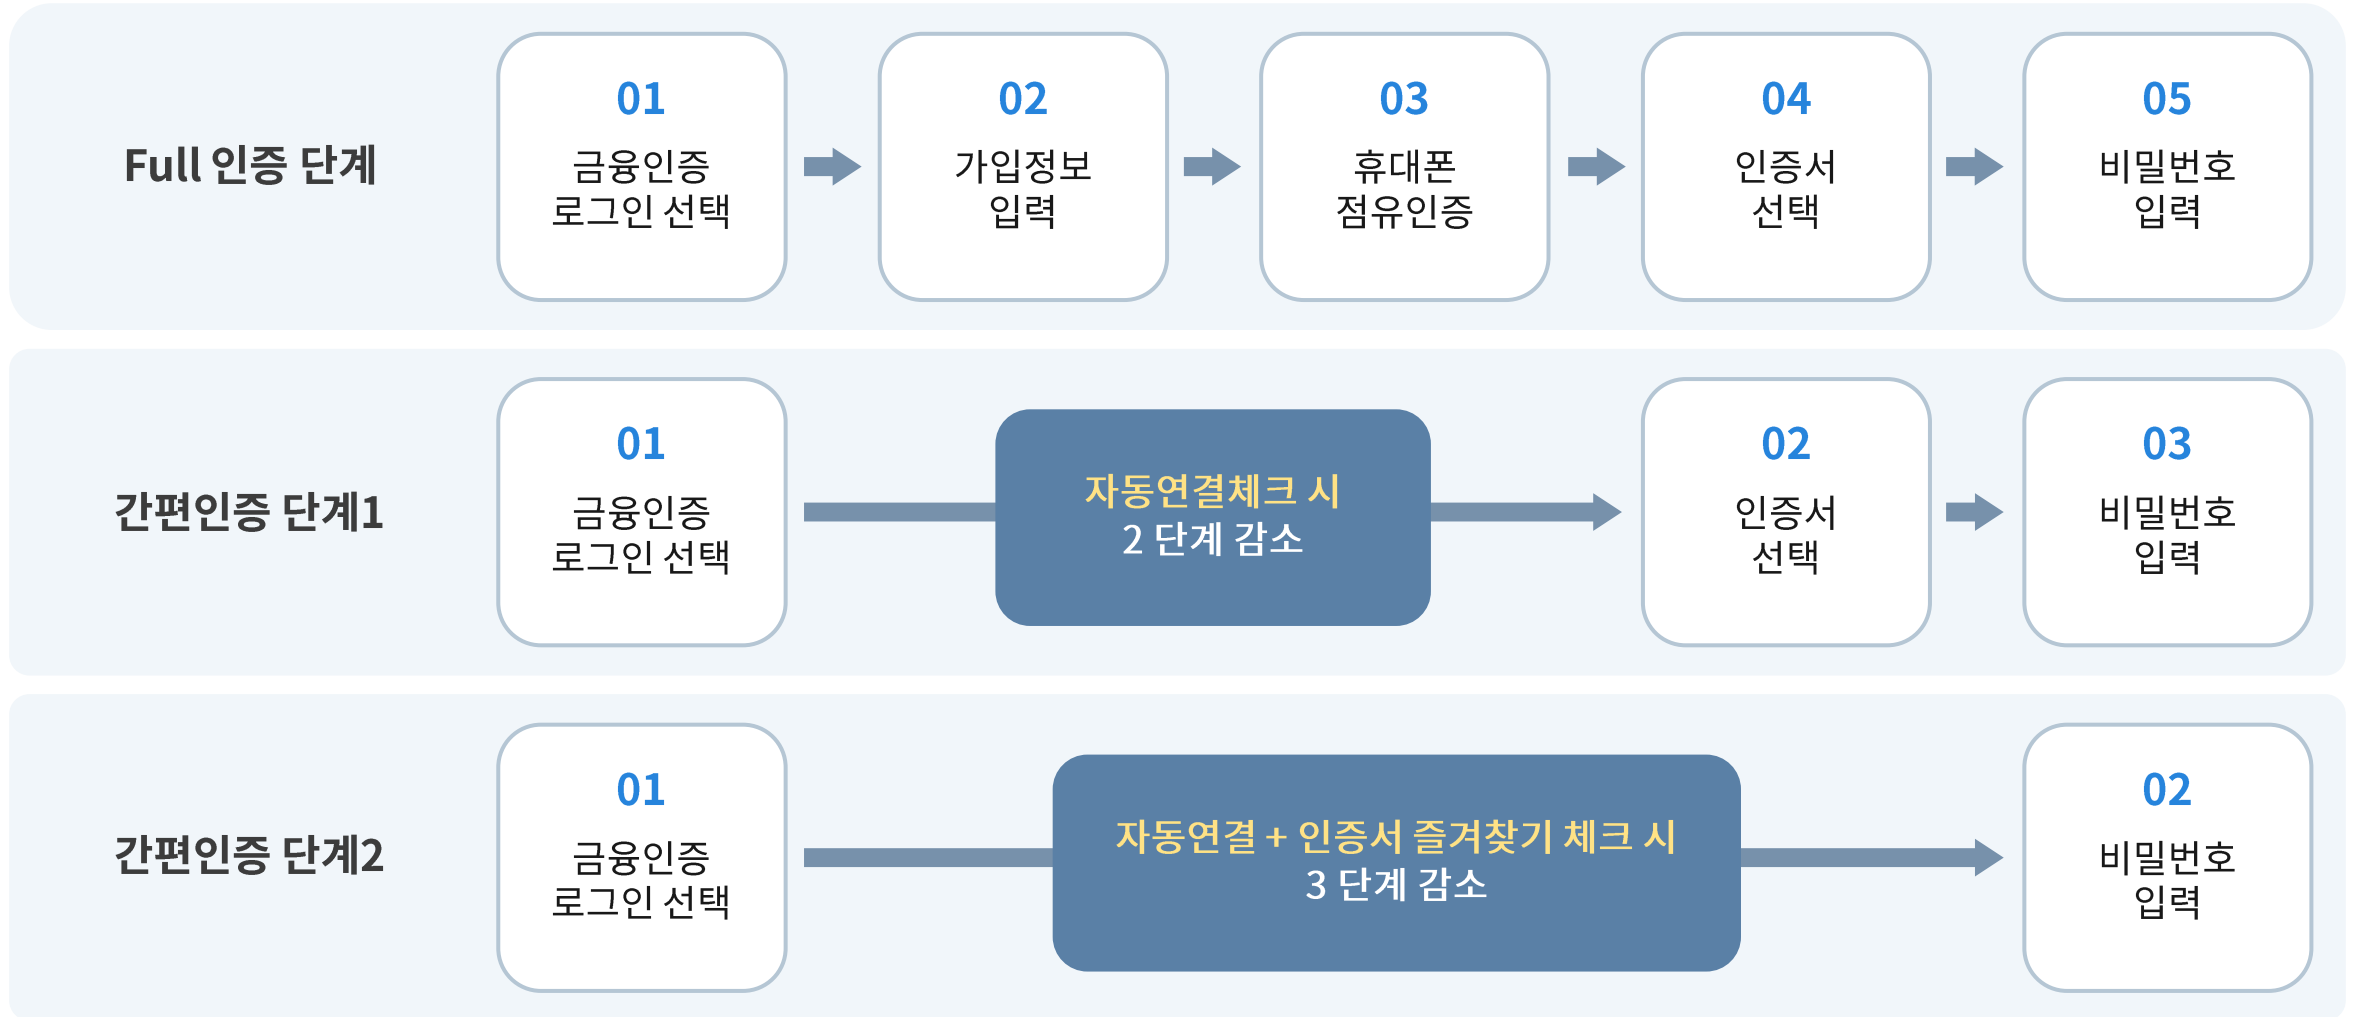 Full 인증 단계
01
금융인증
로그인 선택
02
가입정보
입력
03
휴대폰
점유인증
04
인증서
선택
05
비밀번호
입력
간편인증 단계1
01
금융인증
로그인 선택
자동연결체크 시
2 단계 감소
02
인증서
선택
03
비밀번호
입력
간편인증 단계2
01
금융인증
로그인 선택
자동연결 + 인증서 즐겨찾기 체크 시
3 단계 감소
02
비밀번호
입력